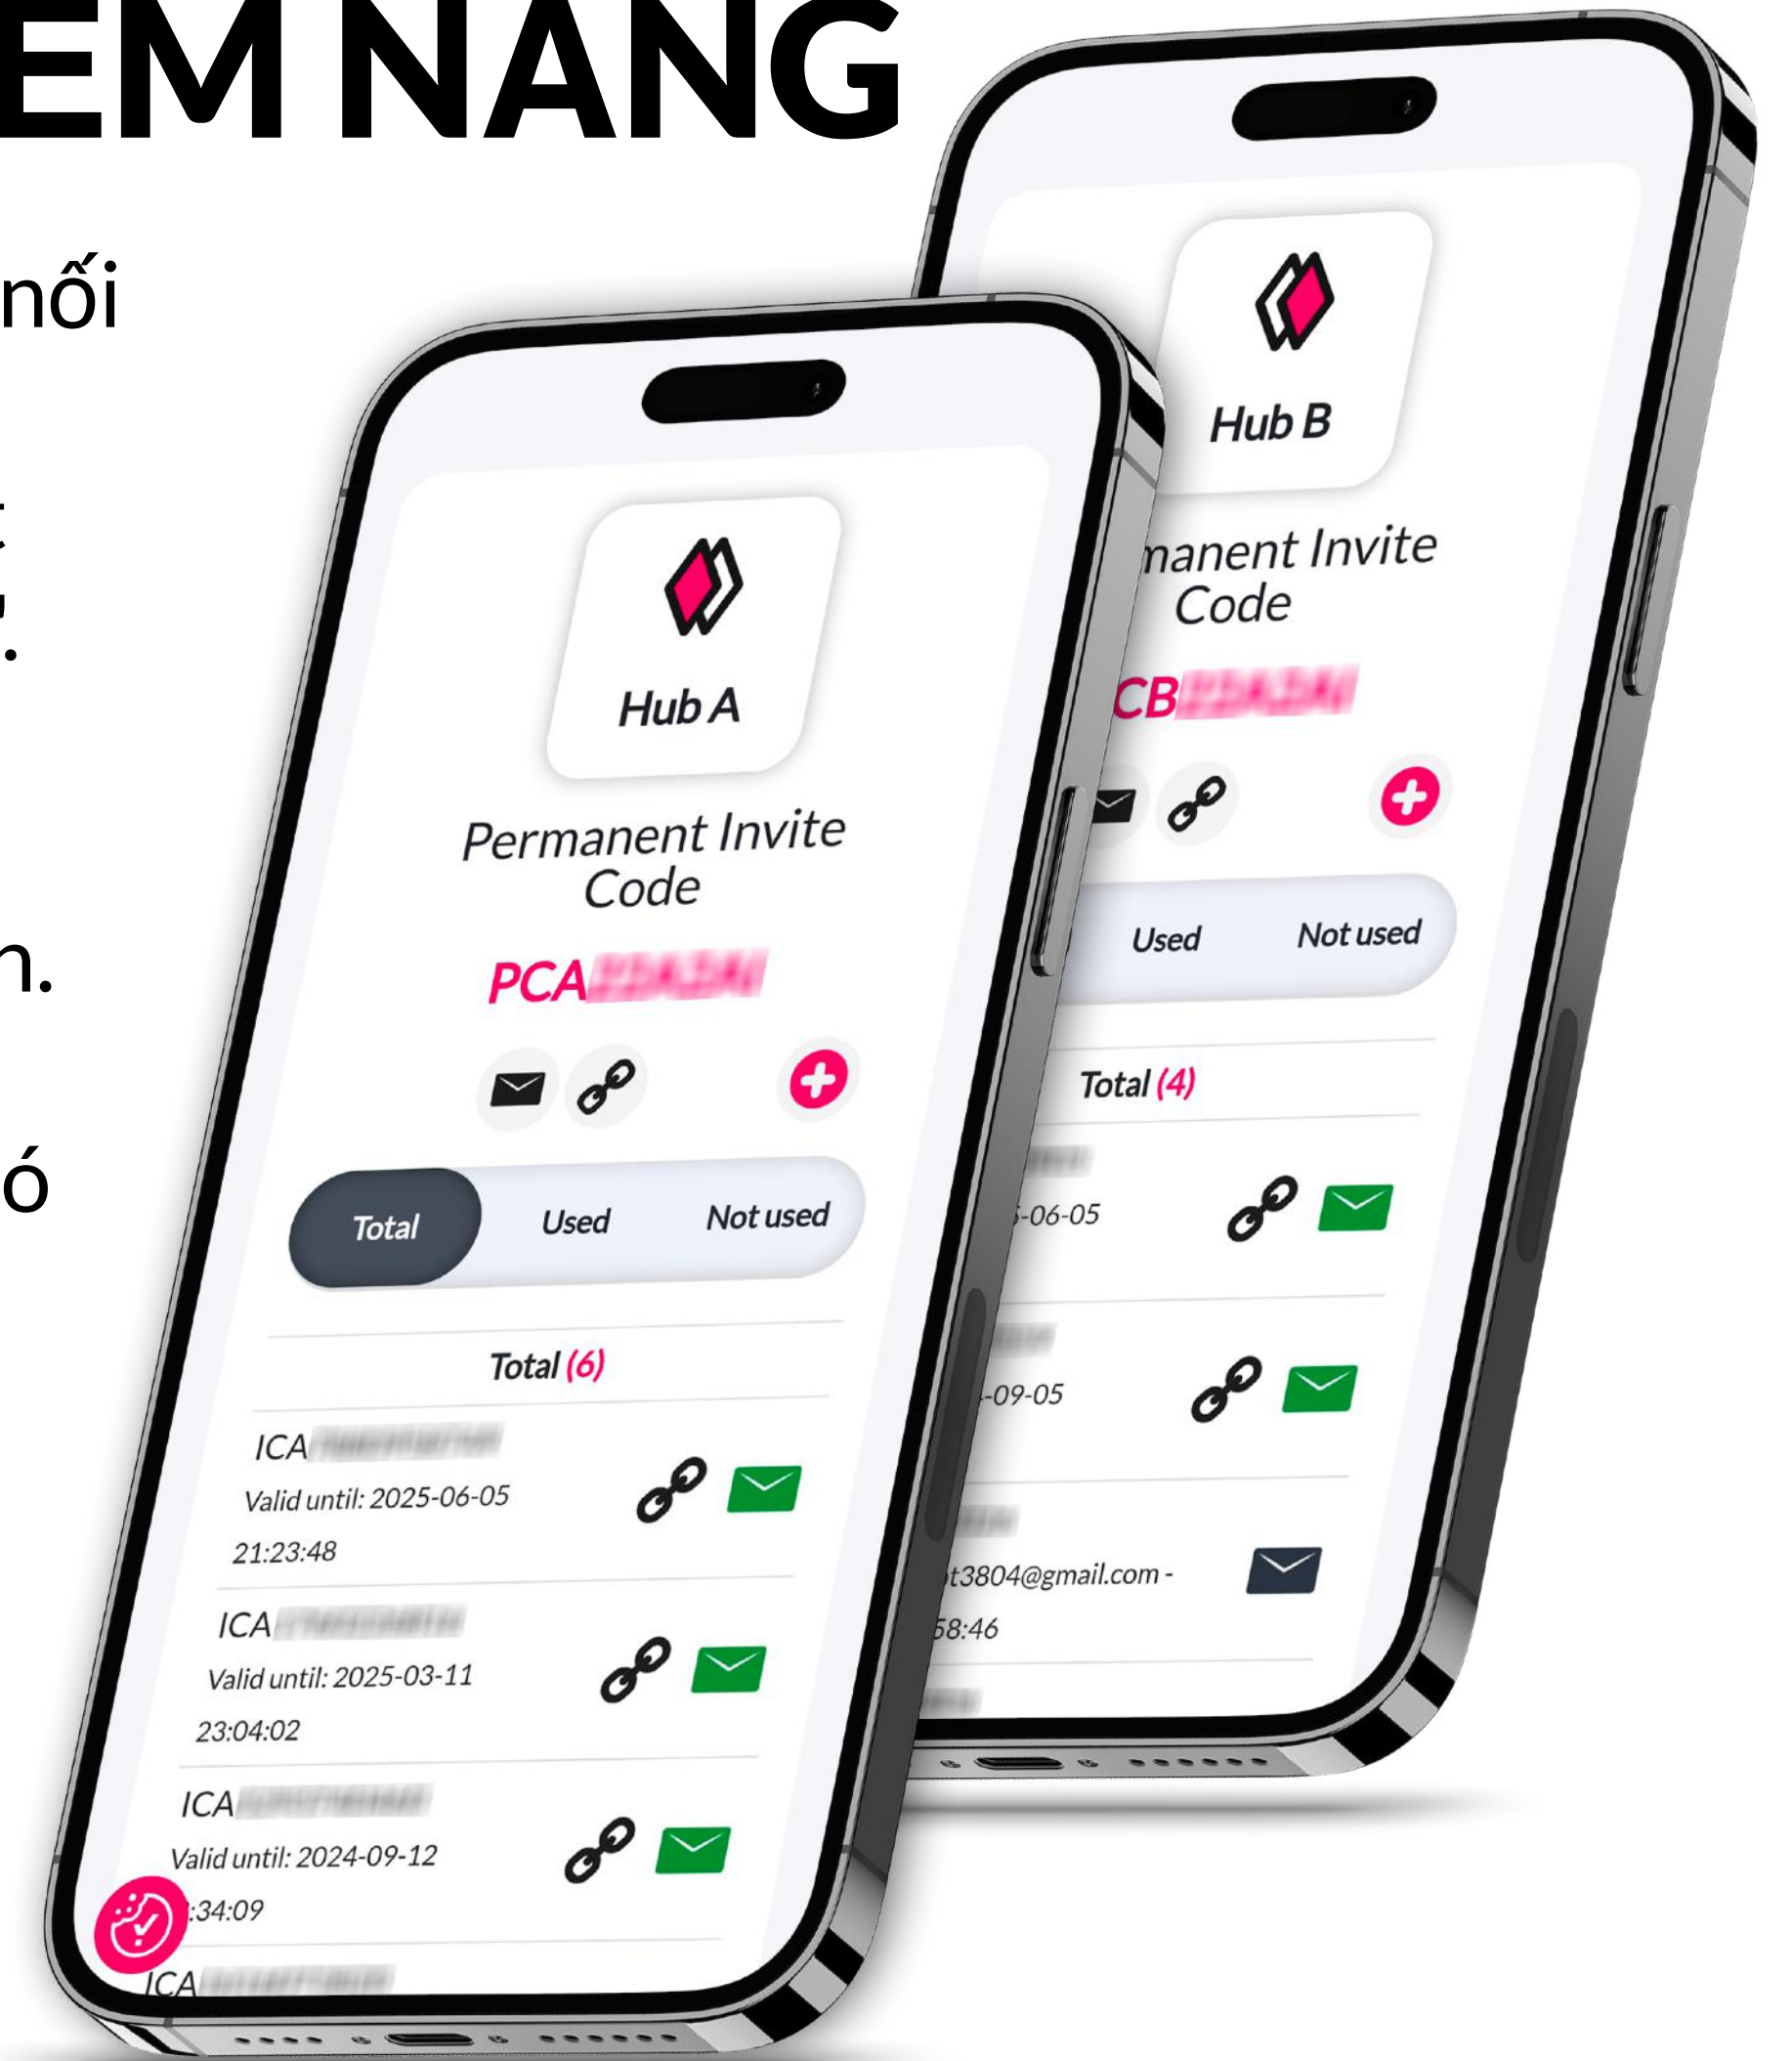 EM NANG
nối
n.
ó
Hub A
Permanent Invite
Code
PCA
Total Used Not used
Total (6)
ICA
Valid until: 2025-06-05
21:23:48
ICA
Valid until: 2025-03-11
23:04:02
ICA
Valid until: 2024-09-12
:34:09
ICA
Hub B
manent Invite
Code
CB
Used Not used
Total (4)
-06-05
-09-05
t3804@gmail.com -
58:46